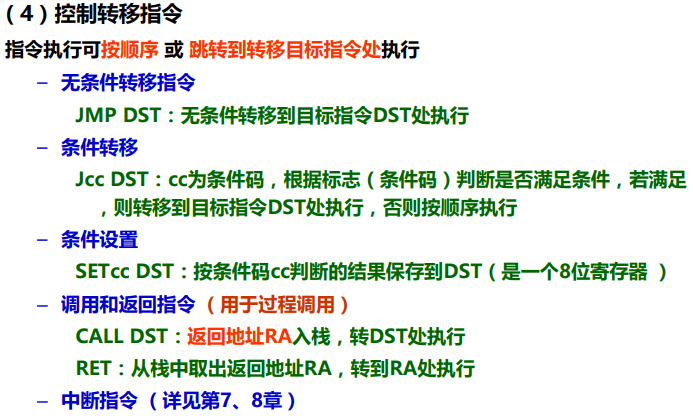 （4）控制转移指令
指令执行可按顺序 或 跳转到转移目标指令处执行
– 无条件转移指令
JMP DST：无条件转移到目标指令DST处执行
– 条件转移
Jcc DST：cc为条件码，根据标志（条件码）判断是否满足条件，若满足
，则转移到目标指令DST处执行，否则按顺序执行
– 条件设置
SETcc DST：按条件码cc判断的结果保存到DST（是一个8位寄存器 ）
– 调用和返回指令 （用于过程调用）
CALL DST：返回地址RA入栈，转DST处执行
RET：从栈中取出返回地址RA，转到RA处执行
– 中断指令 （详见第7、8章）